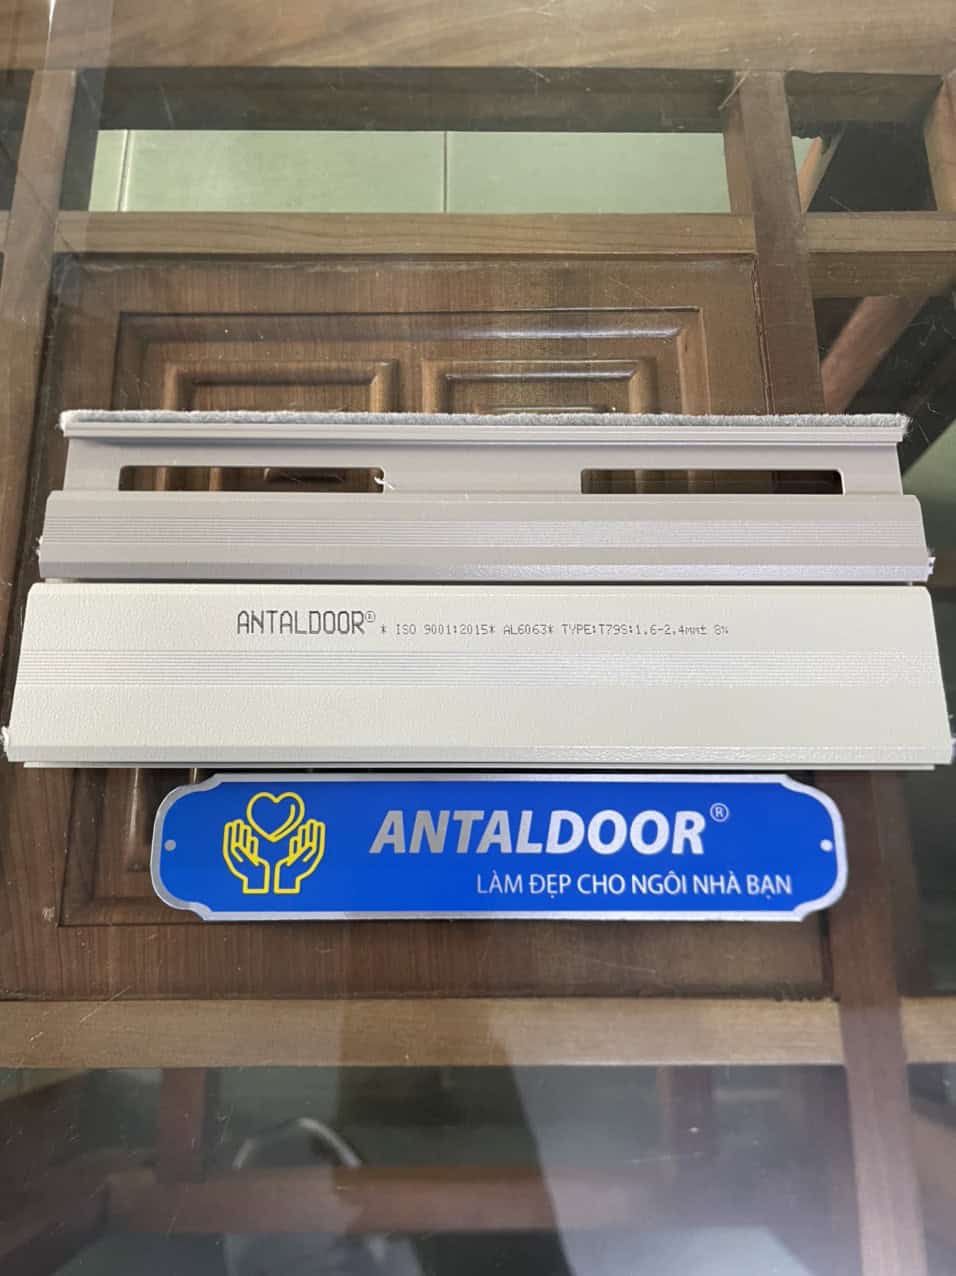 ANTALDOOR® * ISO 9001:2015* AL6063* TYPE:T79S:1.6-2.4mm± 8%
ANTALDOOR®
LÀM ĐẸP CHO NGÔI NHÀ BẠN